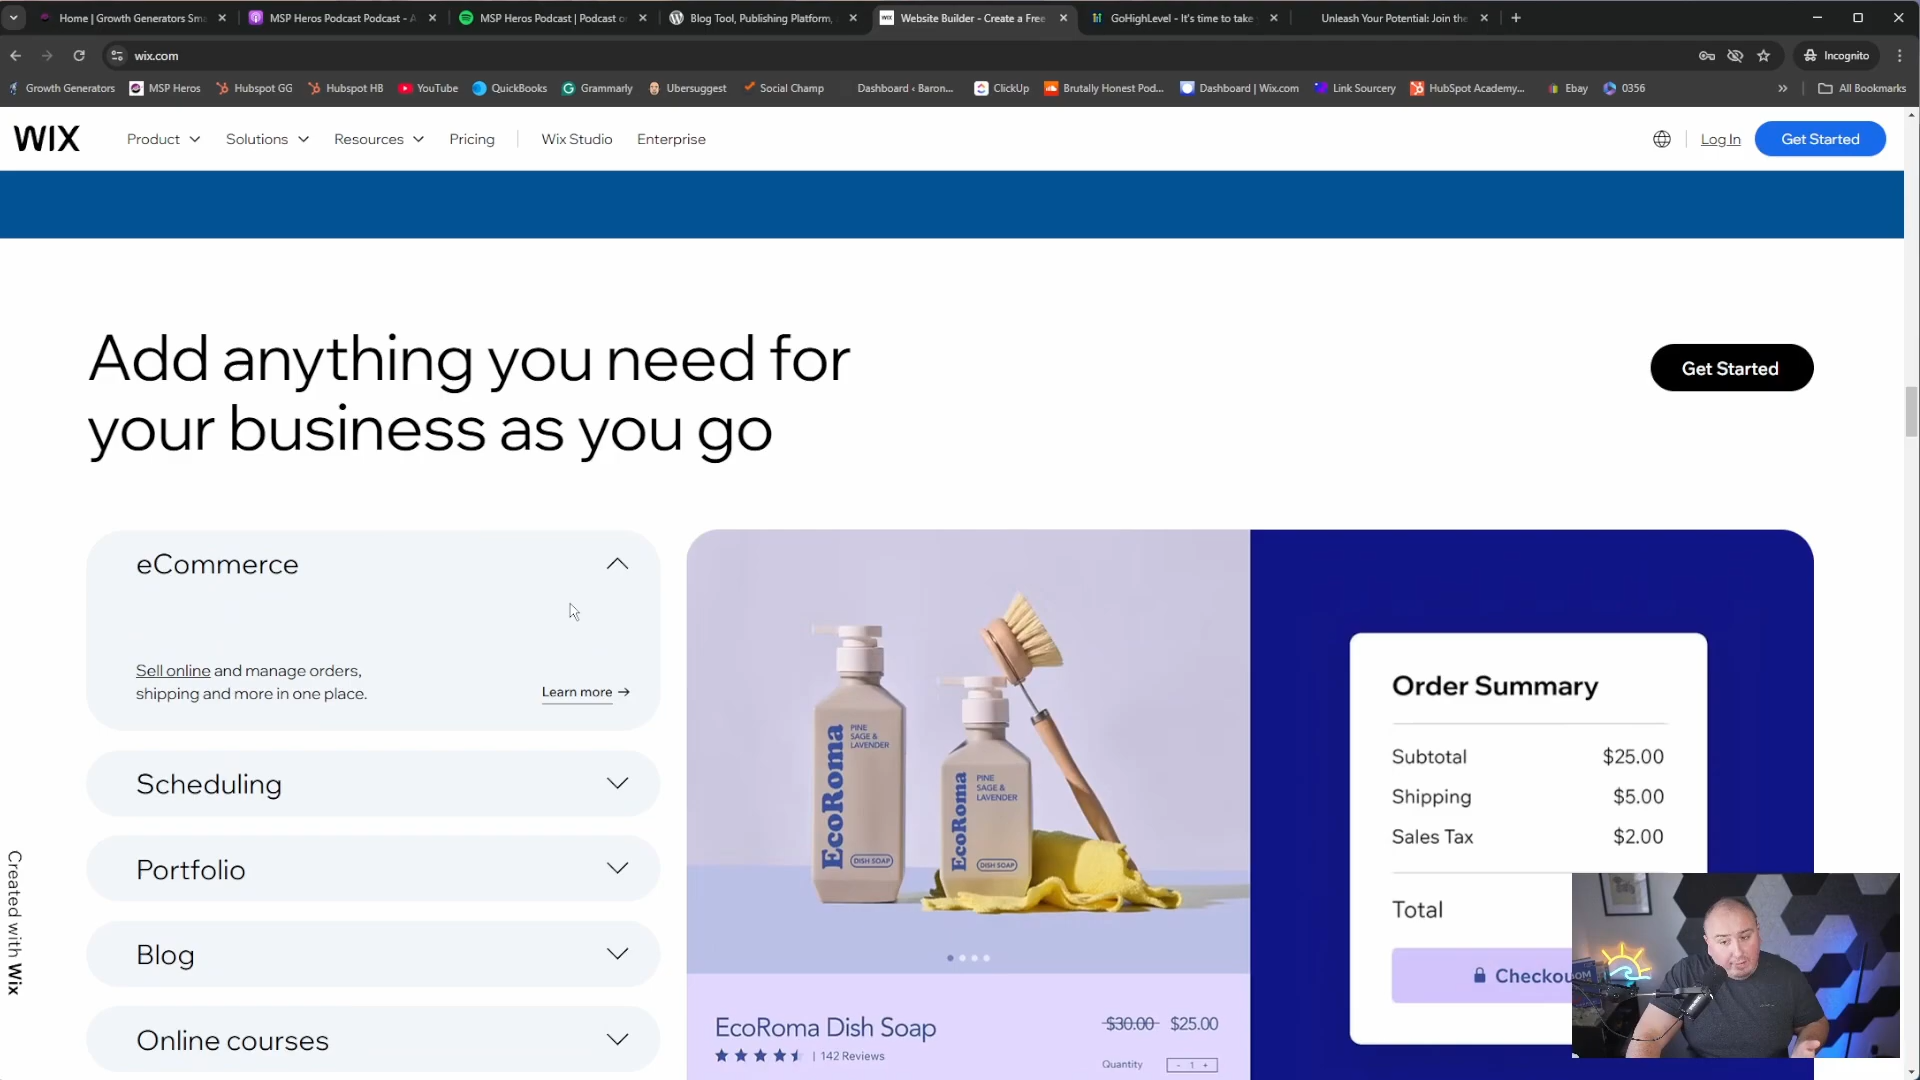 Home | Growth Generators Sma
MSP Heros Podcast Podcast - A
MSP Heros Podcast | Podcast o
Blog Tool, Publishing Platform,
Website Builder - Create a Free
GoHighLevel - It's time to take
Unleash Your Potential: Join the
wix.com
Incognito
Growth Generators
MSP Heros
Hubspot GG
Hubspot HB
YouTube
QuickBooks
Grammarly
Ubersuggest
Social Champ
Dashboard ‹ Baron...
ClickUp
Brutally Honest Pod...
Dashboard | Wix.com
Link Sourcery
HubSpot Academy...
Ebay
0356
All Bookmarks
WIX
Product
Solutions
Resources
Pricing
Wix Studio
Enterprise
Log In
Get Started
Add anything you need for
your business as you go
Get Started
eCommerce
Sell online and manage orders,
shipping and more in one place.
Learn more →
Scheduling
Portfolio
Blog
Online courses
Created with Wix
EcoRoma
PINE
SAGE &
LAVENDER
DISH SOAP
EcoRoma
PINE
SAGE &
LAVENDER
DISH SOAP
EcoRoma Dish Soap
$30.00 $25.00
142 Reviews
Quantity
- 1 +
Order Summary
Subtotal $25.00
Shipping $5.00
Sales Tax $2.00
Total
Checkou